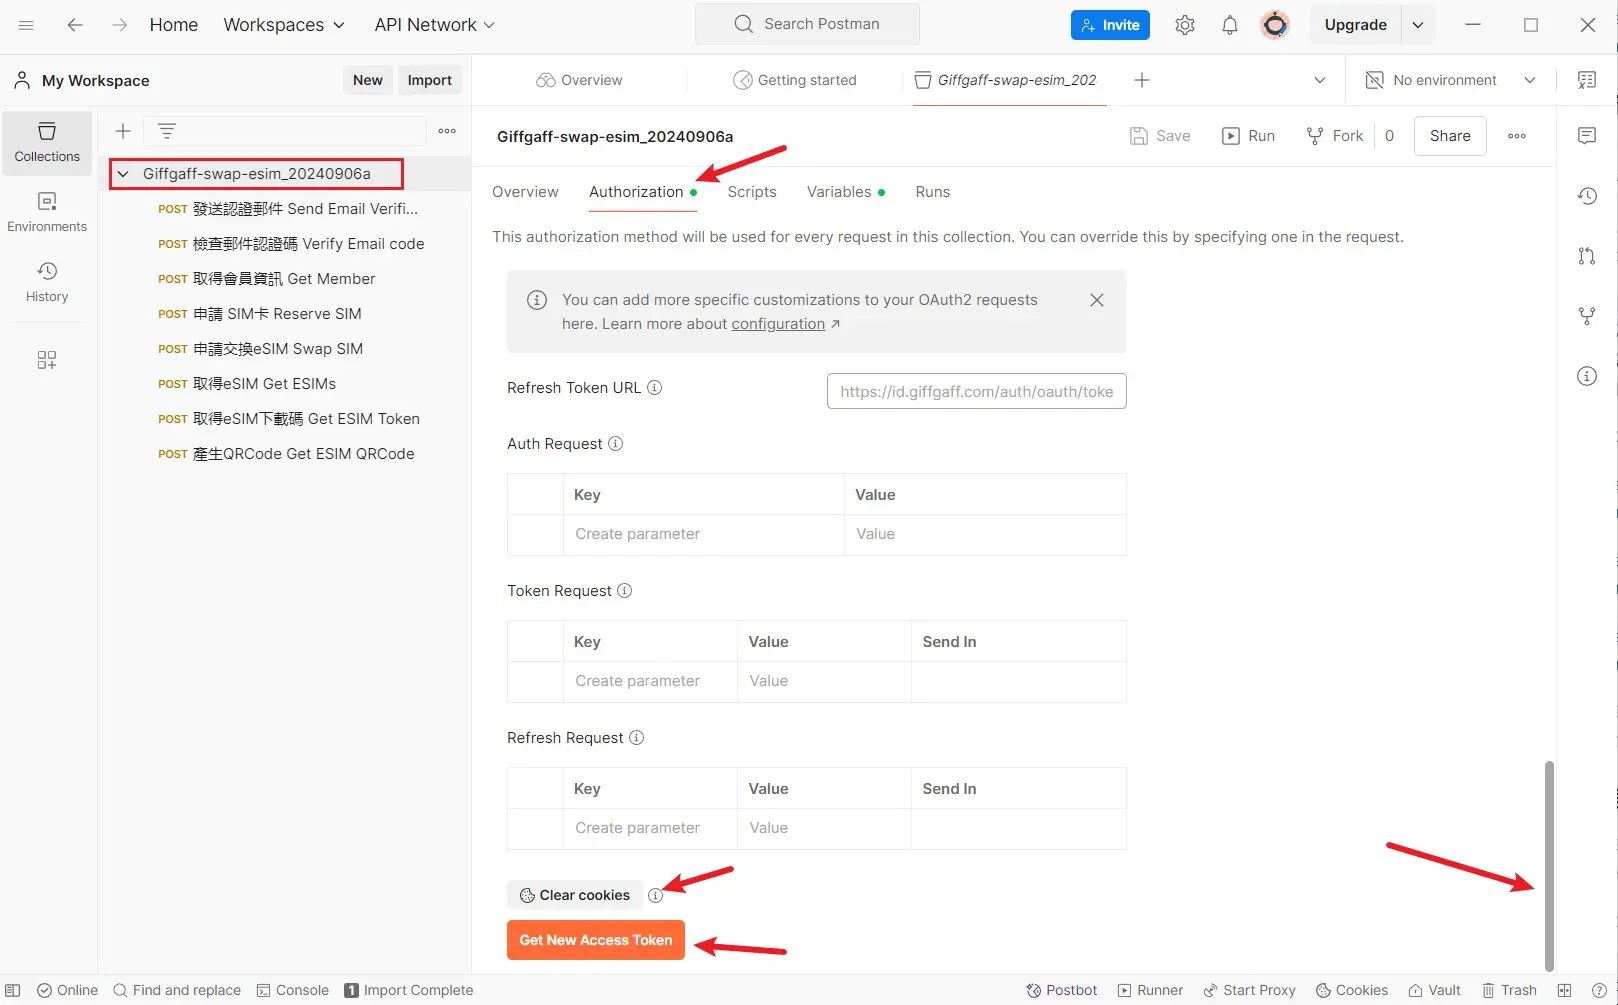 Home Workspaces API Network Search Postman Invite Upgrade
My Workspace New Import Overview Getting started Giffgaff-swap-esim_202 No environment
Collections
Environments
History
Giffgaff-swap-esim_20240906a
POST 發送認證郵件 Send Email Verifi...
POST 檢查郵件認證碼 Verify Email code
POST 取得會員資訊 Get Member
POST 申請 SIM卡 Reserve SIM
POST 申請交換eSIM Swap SIM
POST 取得eSIM Get ESIMs
POST 取得eSIM下載碼 Get ESIM Token
POST 產生QRCode Get ESIM QRCode
Giffgaff-swap-esim_20240906a Save Run Fork 0 Share
Overview Authorization Scripts Variables Runs
This authorization method will be used for every request in this collection. You can override this by specifying one in the request.
You can add more specific customizations to your OAuth2 requests
here. Learn more about configuration ↗
Refresh Token URL https://id.giffgaff.com/auth/oauth/toke
Auth Request
Key Value
Create parameter Value
Token Request
Key Value Send In
Create parameter Value
Refresh Request
Key Value Send In
Create parameter Value
Clear cookies
Get New Access Token
Online Find and replace Console 1 Import Complete Postbot Runner Start Proxy Cookies Vault Trash